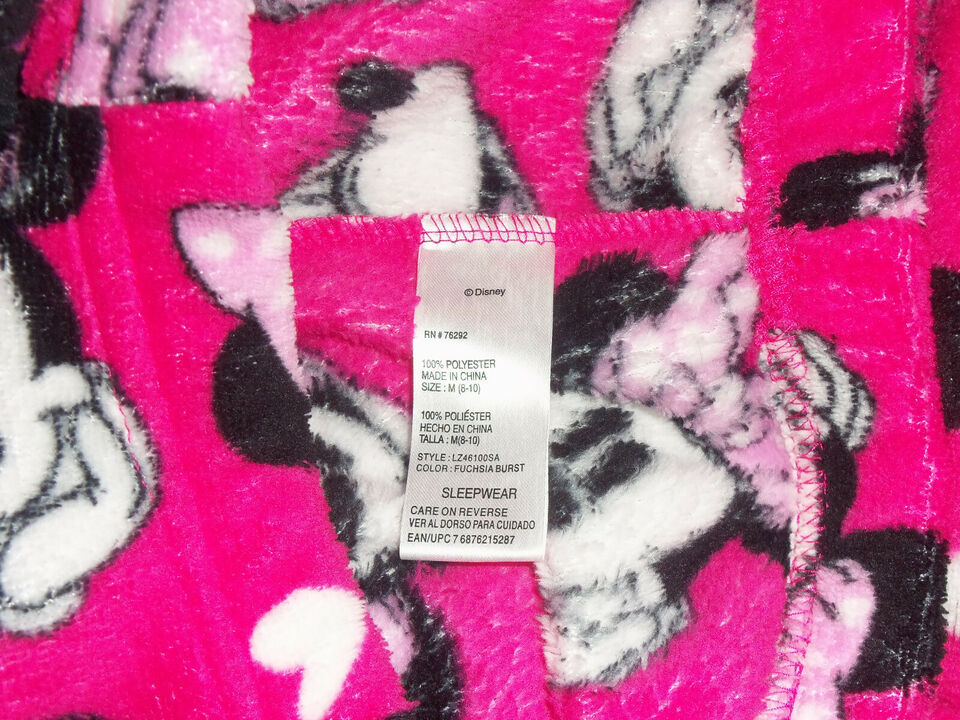 © Disney
RN # 76292
100% POLYESTER
MADE IN CHINA
SIZE : M (8-10)
100% POLIÉSTER
HECHO EN CHINA
TALLA : M(8-10)
STYLE : LZ46100SA
COLOR : FUCHSIA BURST
SLEEPWEAR
CARE ON REVERSE
VER AL DORSO PARA CUIDADO
EAN/UPC 7 6876215287